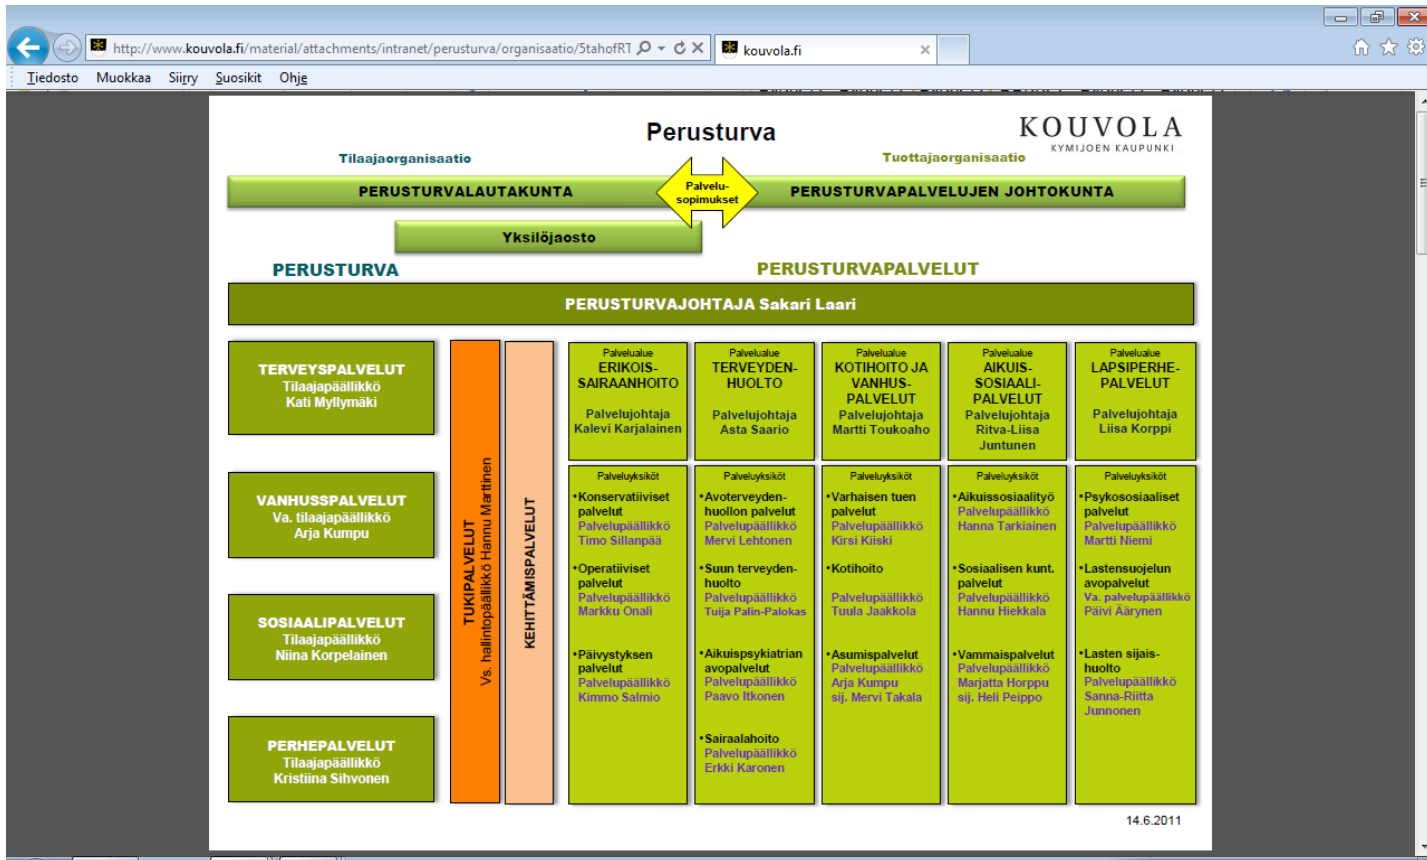 http://www.kouvola.fi/material/attachments/intranet/perusturva/organisaatio/5tahofRT
kouvola.fi
Tiedosto Muokkaa Siirry Suosikit Ohje
Perusturva
KOUVOLA
KYMIJOEN KAUPUNKI
Tilaajaorganisaatio
Tuottajaorganisaatio
PERUSTURVALAUTAKUNTA
Palvelu-
sopimukset
PERUSTURVAPALVELUJEN JOHTOKUNTA
Yksilöjaosto
PERUSTURVA
PERUSTURVAPALVELUT
PERUSTURVAJOHTAJA Sakari Laari
TERVEYSPALVELUT
Tilaajapäällikkö
Kati Myllymäki
VANHUSSPALVELUT
Va. tilaajapäällikkö
Arja Kumpu
SOSIAALIPALVELUT
Tilaajapäällikkö
Niina Korpelainen
PERHEPALVELUT
Tilaajapäällikkö
Kristiina Sihvonen
TUKIPALVELUT
Vs. hallintopäällikkö Hannu Marttinen
KEHITTÄMISPALVELUT
Palvelualue
ERIKOIS-
SAIRAANHOITO
Palvelujohtaja
Kalevi Karjalainen
Palvelualue
TERVEYDEN-
HUOLTO
Palvelujohtaja
Asta Saario
Palvelualue
KOTIHOITO JA
VANHUS-
PALVELUT
Palvelujohtaja
Martti Toukoaho
Palvelualue
AIKUIS-
SOSIAALI-
PALVELUT
Palvelujohtaja
Ritva-Liisa
Juntunen
Palvelualue
LAPSIPERHE-
PALVELUT
Palvelujohtaja
Liisa Korppi
Palveluyksiköt
•Konservatiiviset
palvelut
Palvelupäällikkö
Timo Sillanpää
•Operatiiviset
palvelut
Palvelupäällikkö
Markku Onali
•Päivystyksen
palvelut
Palvelupäällikkö
Kimmo Salmio
Palveluyksiköt
•Avoterveyden-
huollon palvelut
Palvelupäällikkö
Mervi Lehtonen
•Suun terveyden-
huolto
Palvelupäällikkö
Tuija Palin-Palokas
•Aikuispsykiatrian
avopalvelut
Palvelupäällikkö
Paavo Itkonen
•Sairaalahoito
Palvelupäällikkö
Erkki Karonen
Palveluyksiköt
•Varhaisen tuen
palvelut
Palvelupäällikkö
Kirsi Kiiski
•Kotihoito
Palvelupäällikkö
Tuula Jaakkola
•Asumispalvelut
Palvelupäällikkö
Arja Kumpu
sij. Mervi Takala
Palveluyksiköt
•Aikuissosiaalityö
Palvelupäällikkö
Hanna Tarkiainen
•Sosiaalisen kunt.
palvelut
Palvelupäällikkö
Hannu Hiekkala
•Vammaispalvelut
Palvelupäällikkö
Marjatta Horppu
sij. Heli Peippo
Palveluyksiköt
•Psykososiaaliset
palvelut
Palvelupäällikkö
Martti Niemi
•Lastensuojelun
avopalvelut
Va. palvelupäällikkö
Päivi Äärynen
•Lasten sijais-
huolto
Palvelupäällikkö
Sanna-Riitta
Junnonen
14.6.2011